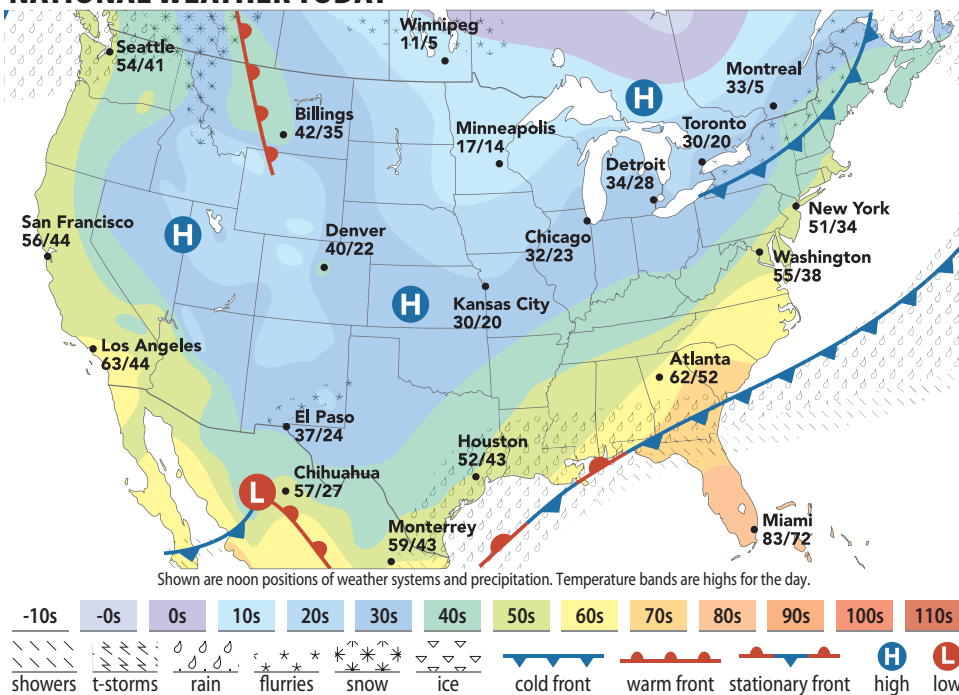 NATIONAL WEATHER TODAY
Winnipeg
11/5
Seattle
54/41
Montreal
33/5
Billings
42/35
Minneapolis
17/14
Toronto
30/20
Detroit
34/28
San Francisco
56/44
Denver
40/22
Chicago
32/23
New York
51/34
Washington
55/38
Kansas City
30/20
Los Angeles
63/44
Atlanta
62/52
El Paso
37/24
Houston
52/43
Chihuahua
57/27
Monterrey
59/43
Miami
83/72
H
H
H
L
Shown are noon positions of weather systems and precipitation. Temperature bands are highs for the day.
-10s -0s 0s 10s 20s 30s 40s 50s 60s 70s 80s 90s 100s 110s
H L
showers t-storms rain flurries snow ice cold front warm front stationary front high low